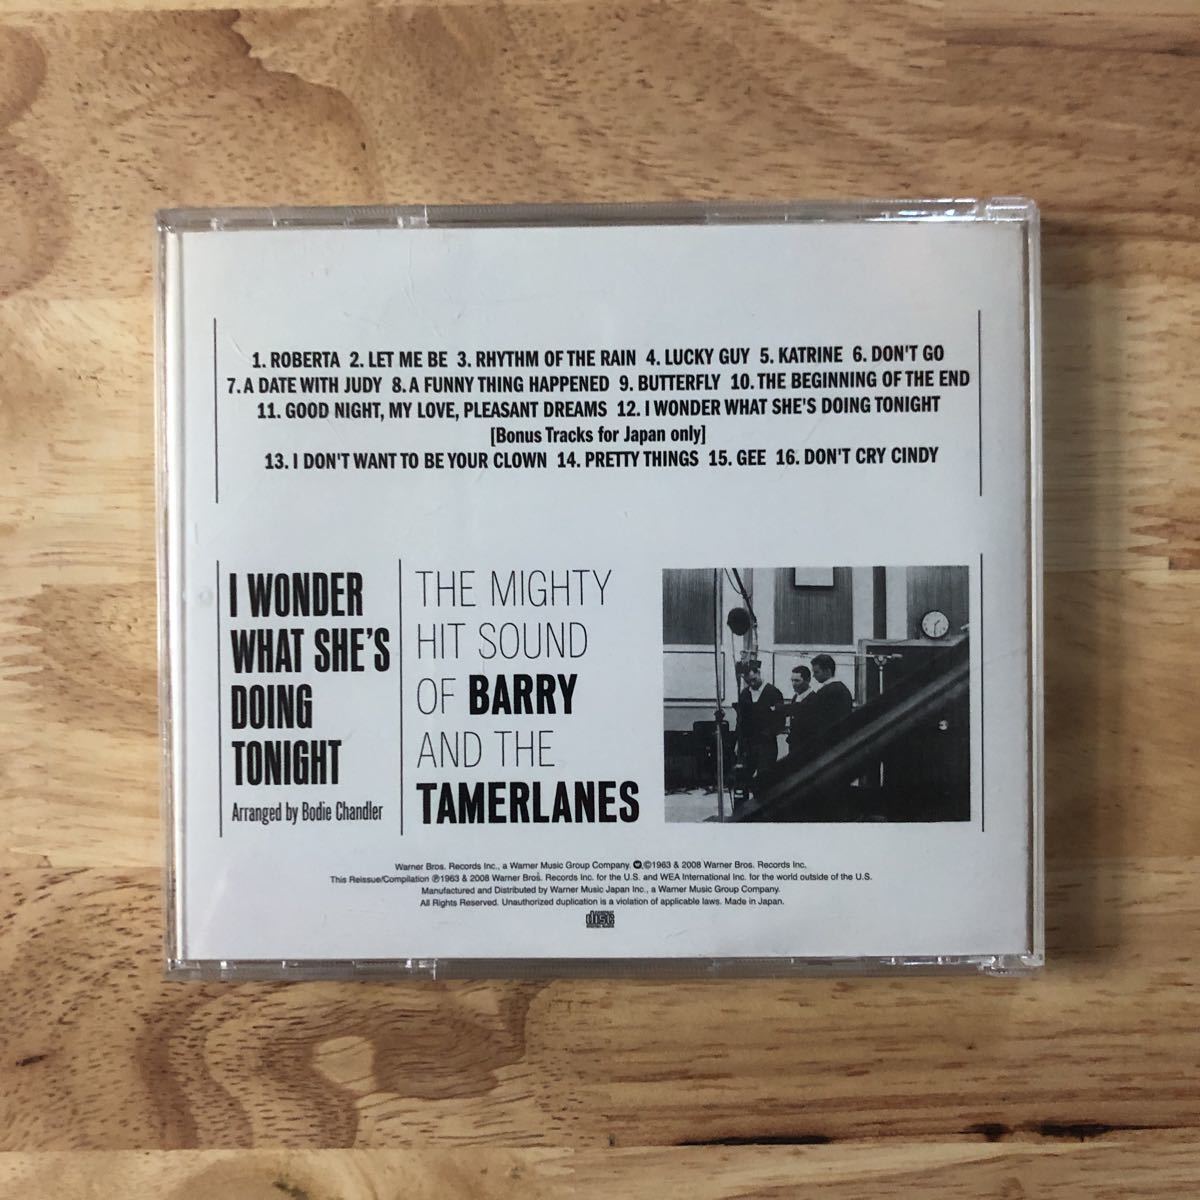 1. ROBERTA 2. LET ME BE 3. RHYTHM OF THE RAIN 4. LUCKY GUY 5. KATRINE 6. DON'T GO
7. A DATE WITH JUDY 8. A FUNNY THING HAPPENED 9. BUTTERFLY 10. THE BEGINNING OF THE END
11. GOOD NIGHT, MY LOVE, PLEASANT DREAMS 12. I WONDER WHAT SHE'S DOING TONIGHT
[Bonus Tracks for Japan only]
13. I DON'T WANT TO BE YOUR CLOWN 14. PRETTY THINGS 15. GEE 16. DON'T CRY CINDY
I WONDER
WHAT SHE'S
DOING
TONIGHT
Arranged by Bodie Chandler
THE MIGHTY
HIT SOUND
OF BARRY
AND THE
TAMERLANES
Warner Bros. Records Inc., a Warner Music Group Company. ©1963 & 2008 Warner Bros. Records Inc.
This Reissue/Compilation ℗1963 & 2008 Warner Bros. Records Inc. for the U.S. and WEA International Inc. for the world outside of the U.S.
Manufactured and Distributed by Warner Music Japan Inc., a Warner Music Group Company.
All Rights Reserved. Unauthorized duplication is a violation of applicable laws. Made in Japan.
disc